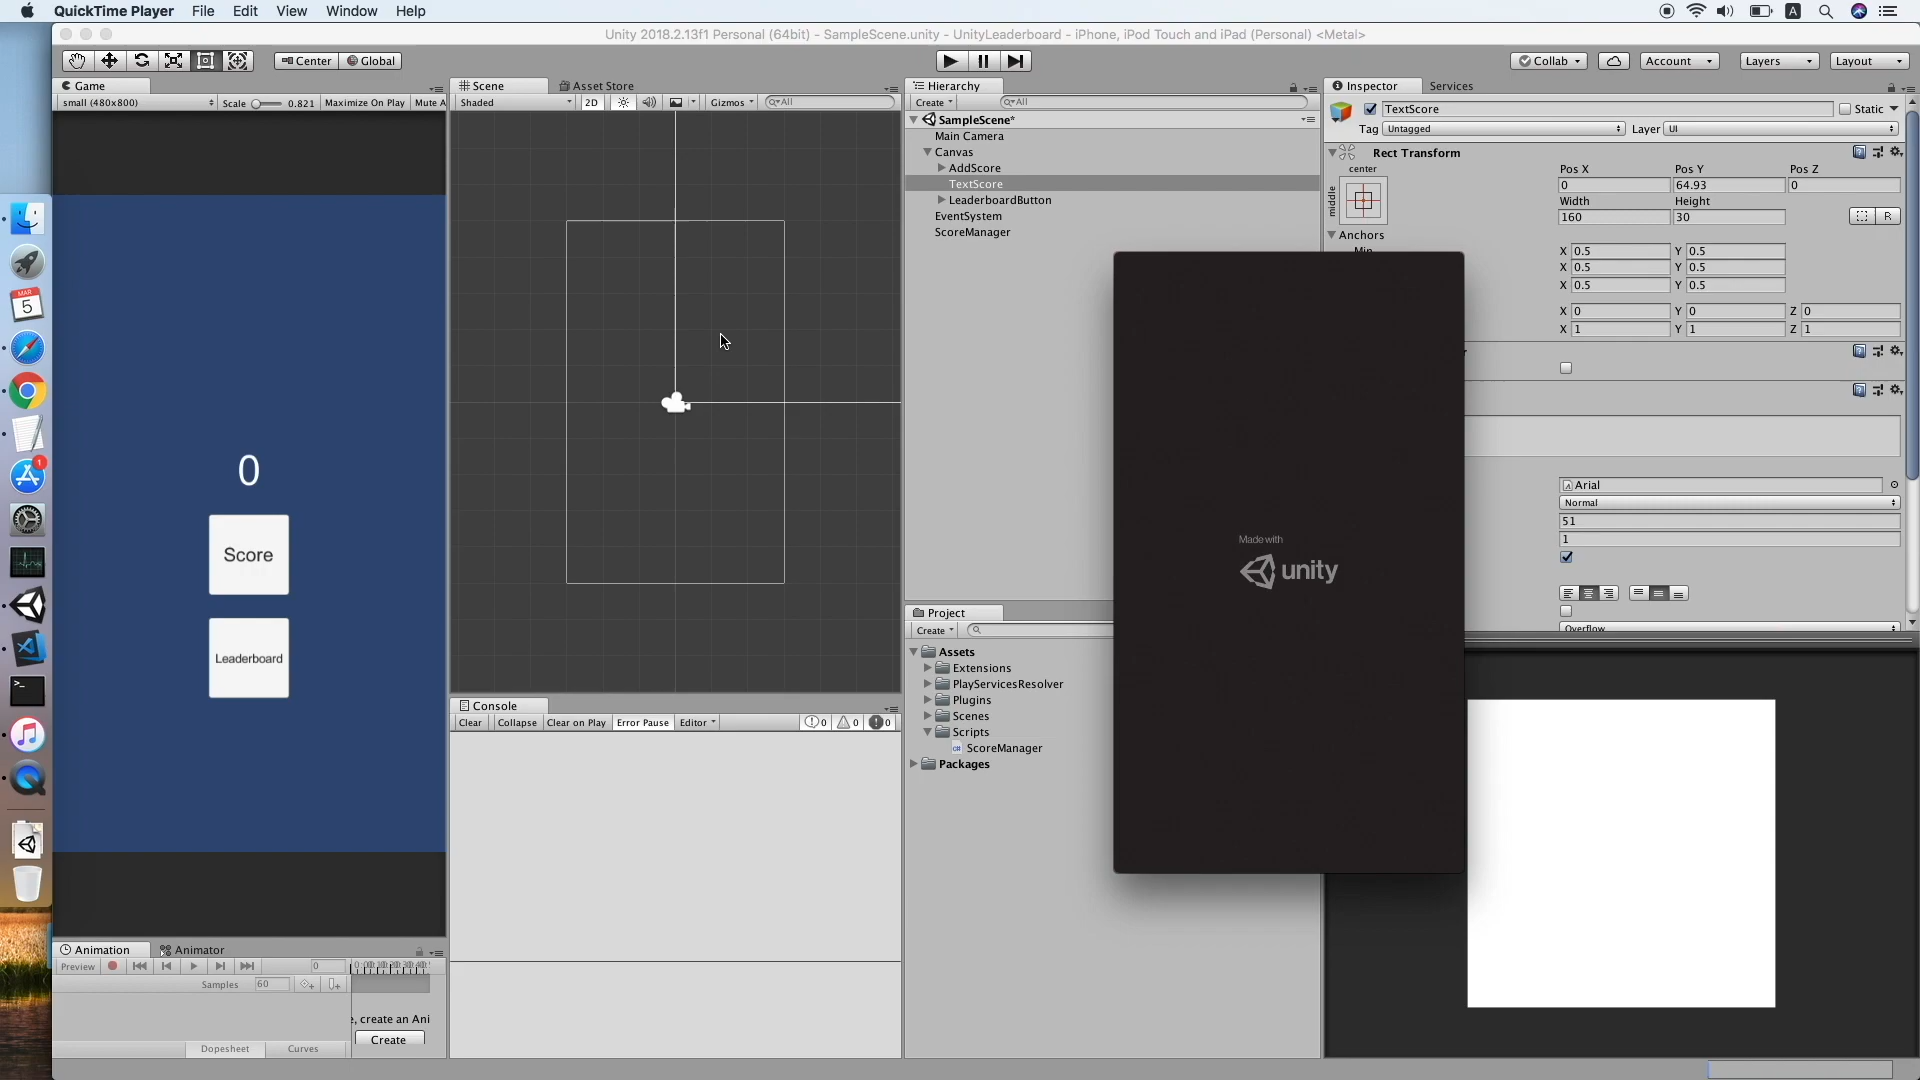 QuickTime Player File Edit View Window Help
Unity 2018.2.13f1 Personal (64bit) - SampleScene.unity - UnityLeaderboard - iPhone, iPod Touch and iPad (Personal) <Metal>
Center Global Collab Account Layers Layout
Game
small (480x800) Scale 0.821 Maximize On Play Mute A
0
Score
Leaderboard
Animation Animator
Preview 0
Samples 60
e, create an Ani
Create
Dopesheet Curves
Scene Asset Store
Shaded 2D Gizmos All
Console
Clear Collapse Clear on Play Error Pause Editor 0 0 0
Hierarchy
Create All
SampleScene*
Main Camera
Canvas
AddScore
TextScore
LeaderboardButton
EventSystem
ScoreManager
Project
Create
Assets
Extensions
PlayServicesResolver
Plugins
Scenes
Scripts
ScoreManager
Packages
Made with
unity
Inspector Services
TextScore Static
Tag Untagged Layer UI
Rect Transform
center
middle
Pos X Pos Y Pos Z
0 64.93 0
Width Height
160 30
R
Anchors
Min
X 0.5 Y 0.5
X 0.5 Y 0.5
X 0.5 Y 0.5
X 0 Y 0 Z 0
X 1 Y 1 Z 1
Arial
Normal
51
1
Overflow
MAR
5
1
A